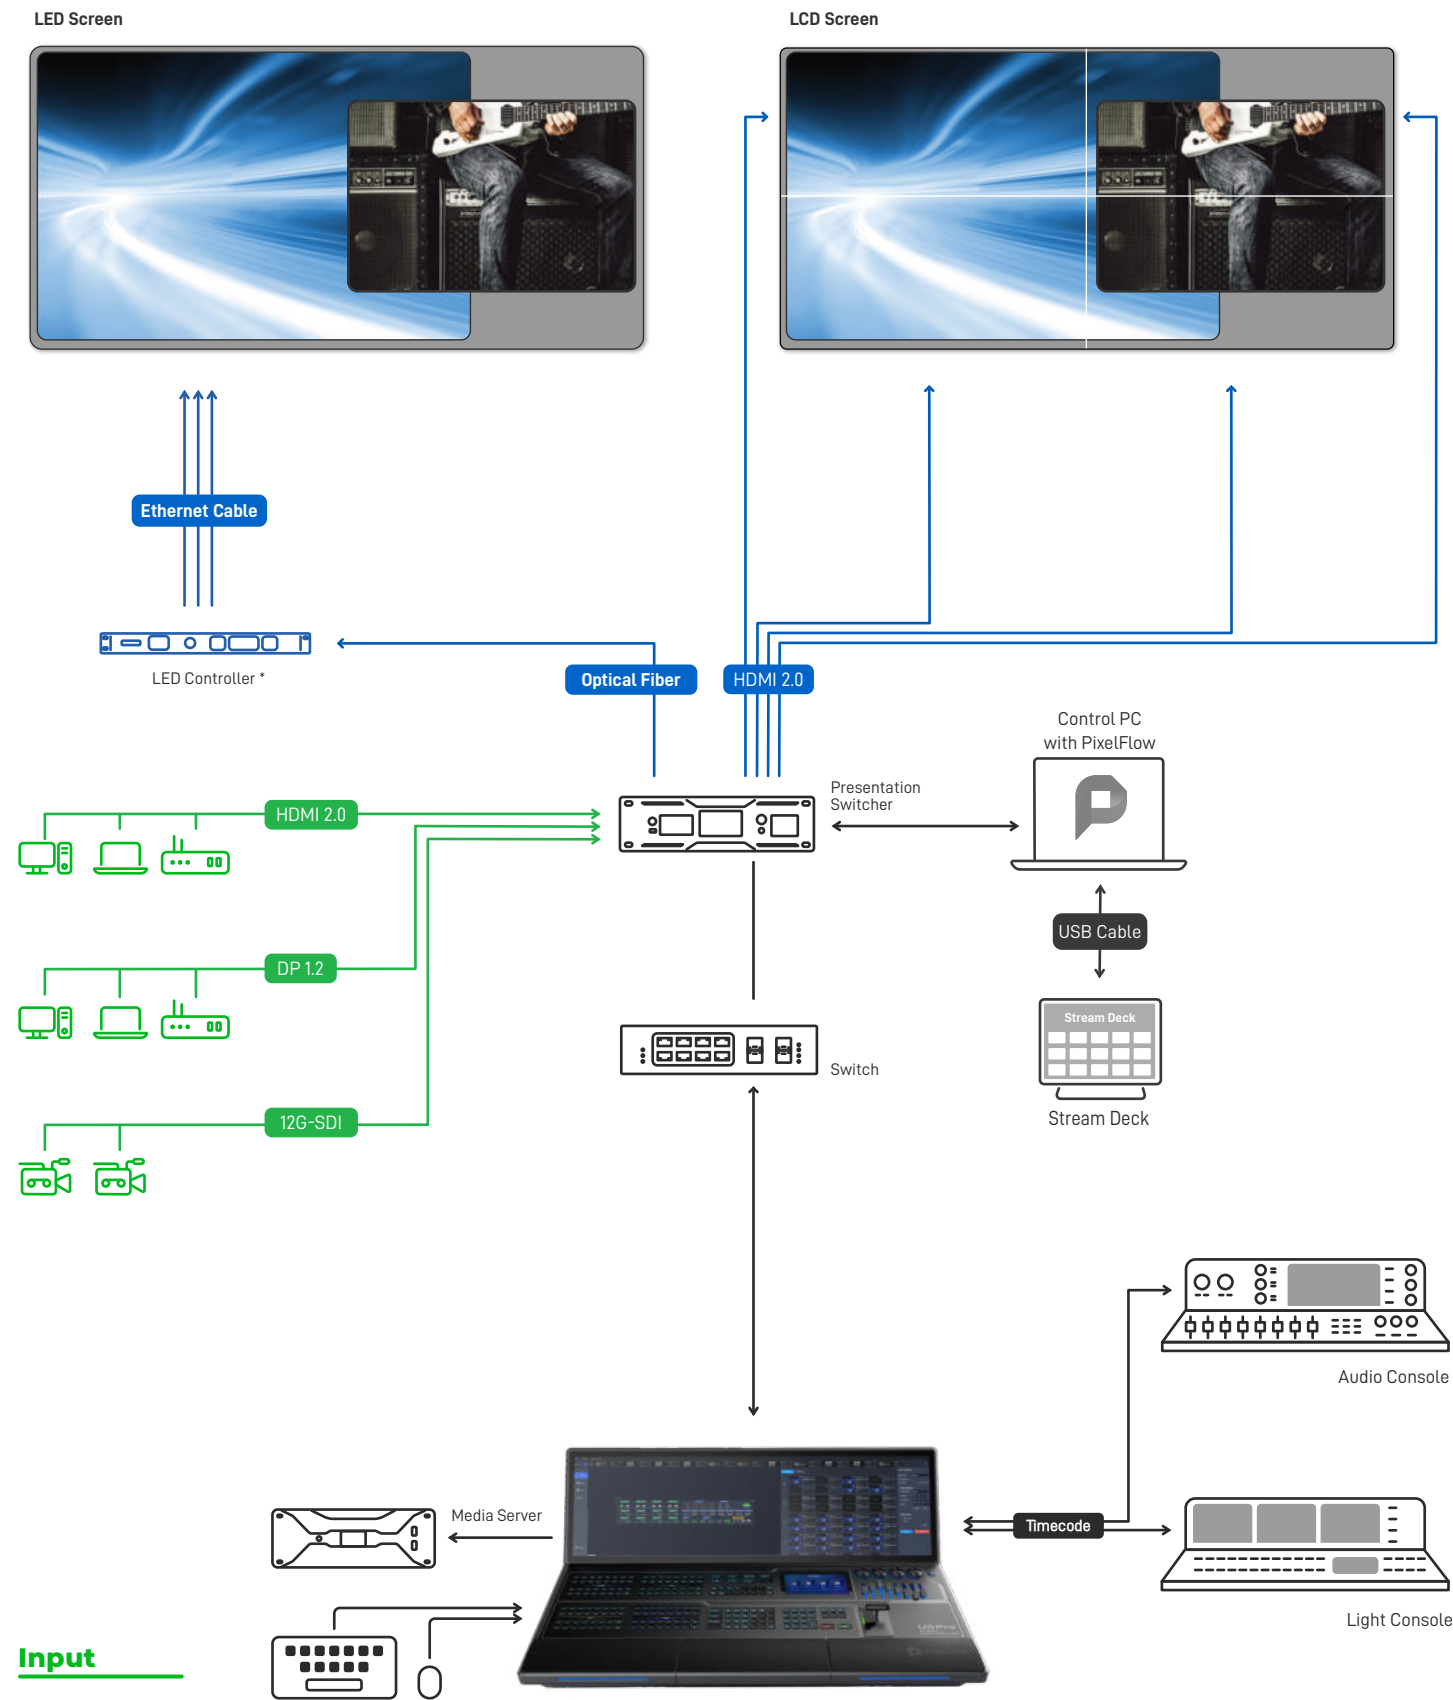 LED Screen
LCD Screen
Ethernet Cable
LED Controller *
Optical Fiber
HDMI 2.0
Control PC
with PixelFlow
Presentation
Switcher
HDMI 2.0
USB Cable
DP 1.2
Stream Deck
Switch
Stream Deck
12G-SDI
Audio Console
Media Server
Timecode
Light Console
U5 Pro
Input